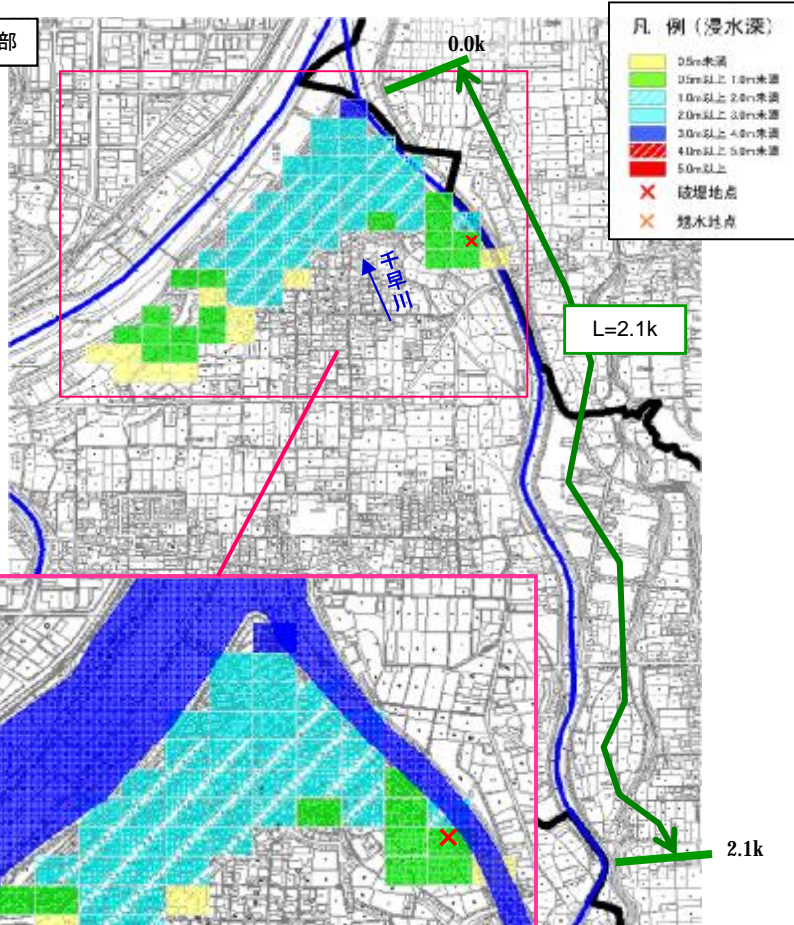 部
0.0k
凡 例（浸水深）
0.5m未満
0.5m以上 1.0m未満
1.0m以上 2.0m未満
2.0m以上 3.0m未満
3.0m以上 4.0m未満
4.0m以上 5.0m未満
5.0m以上
破堤地点
越水地点
千早川
L=2.1k
2.1k